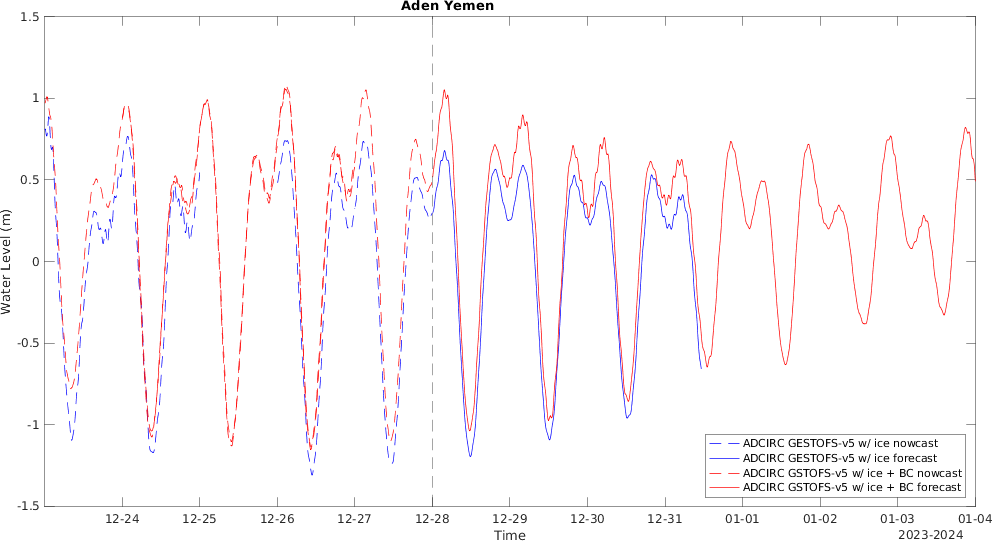 Aden Yemen
1.5
1
0.5
0
-0.5
-1
-1.5
Water Level (m)
12-24
12-25
12-26
12-27
12-28
12-29
12-30
12-31
01-01
01-02
01-03
01-04
Time
2023-2024
ADCIRC GESTOFS-v5 w/ ice nowcast
ADCIRC GESTOFS-v5 w/ ice forecast
ADCIRC GSTOFS-v5 w/ ice + BC nowcast
ADCIRC GSTOFS-v5 w/ ice + BC forecast